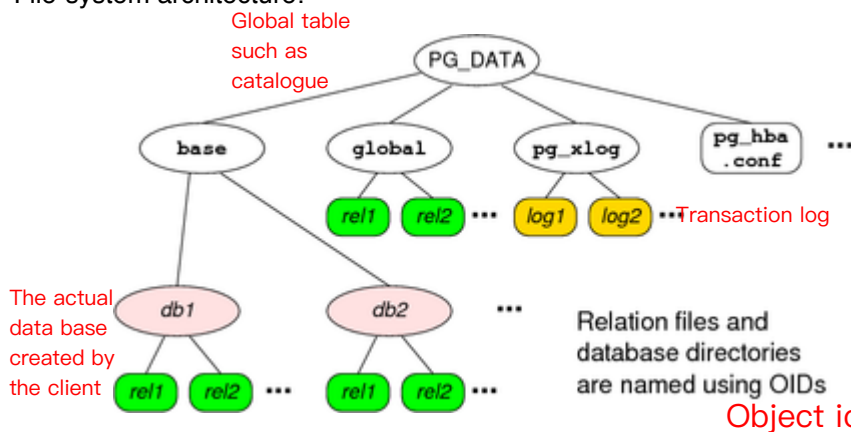 File system architecture:
Global table
such as
catalogue
PG_DATA
base
global
pg_xlog
pg_hba
.conf
...
rel1
rel2
...
log1
log2
...
Transaction log
The actual
data base
created by
the client
db1
db2
...
rel1
rel2
...
rel1
rel2
...
Relation files and
database directories
are named using OIDs
Object